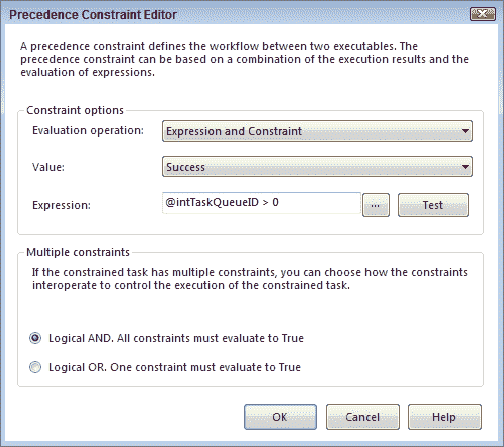 Precedence Constraint Editor
A precedence constraint defines the workflow between two executables. The
precedence constraint can be based on a combination of the execution results and the
evaluation of expressions.
Constraint options
Evaluation operation: Expression and Constraint
Value: Success
Expression: @intTaskQueueID > 0 ... Test
Multiple constraints
If the constrained task has multiple constraints, you can choose how the constraints
interoperate to control the execution of the constrained task.
Logical AND. All constraints must evaluate to True
Logical OR. One constraint must evaluate to True
OK Cancel Help